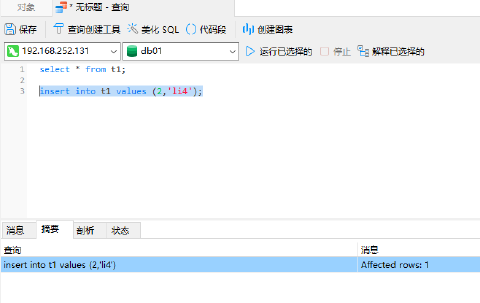 对象 * 无标题 - 查询
保存 查询创建工具 美化 SQL 代码段 创建图表
192.168.252.131 db01 运行已选择的 停止 解释已选择的
1 select * from t1;
2
3 insert into t1 values (2,'li4');
消息 摘要 剖析 状态
查询 消息
insert into t1 values (2,'li4') Affected rows: 1